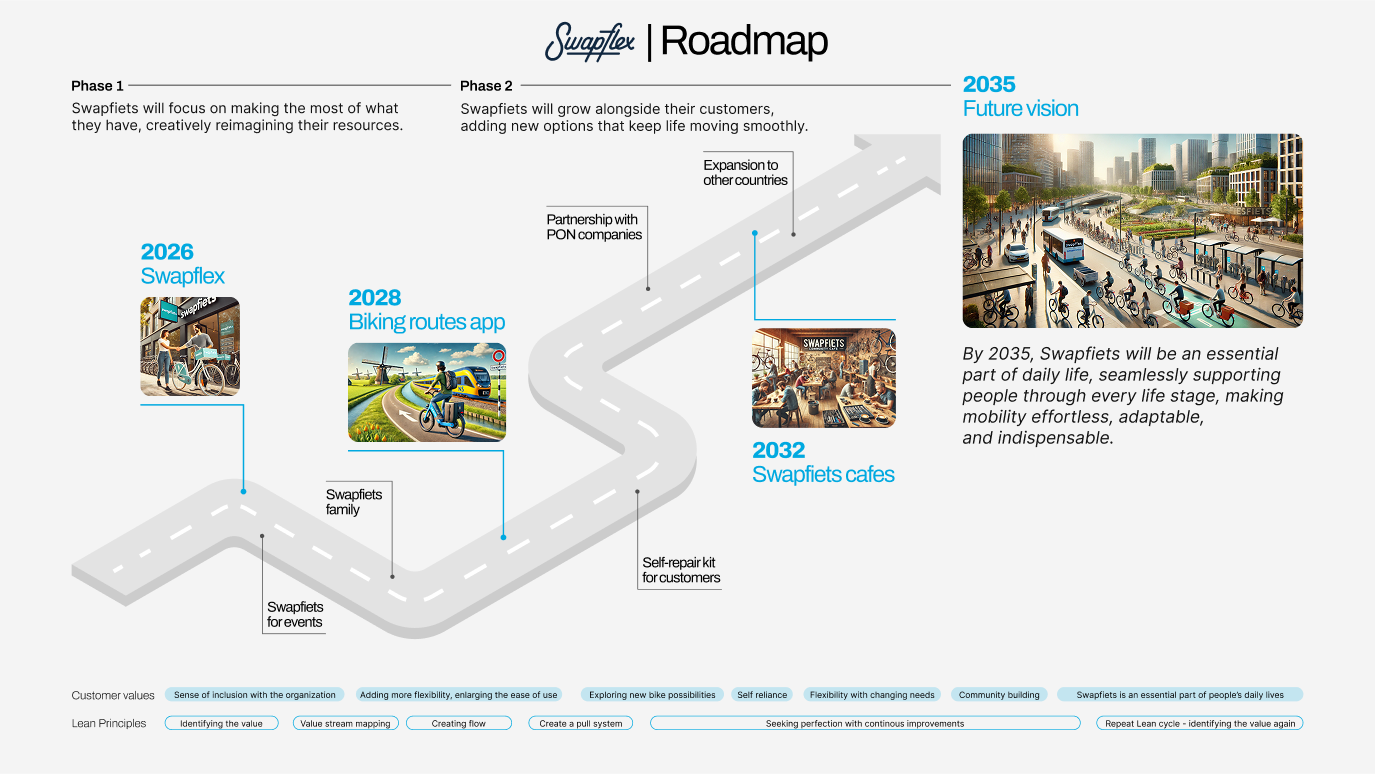 Swapflex | Roadmap
Phase 1
Swapfiets will focus on making the most of what
they have, creatively reimagining their resources.
Phase 2
Swapfiets will grow alongside their customers,
adding new options that keep life moving smoothly.
2035
Future vision
By 2035, Swapfiets will be an essential
part of daily life, seamlessly supporting
people through every life stage, making
mobility effortless, adaptable,
and indispensable.
2026
Swapflex
swapfiets
2028
Biking routes app
Expansion to
other countries
Partnership with
PON companies
SWAPFIETS
2032
Swapfiets cafes
Swapfiets
family
Self-repair kit
for customers
Swapfiets
for events
Customer values
Sense of inclusion with the organization
Adding more flexibility, enlarging the ease of use
Exploring new bike possibilities
Self reliance
Flexibility with changing needs
Community building
Swapfiets is an essential part of people's daily lives
Lean Principles
Identifying the value
Value stream mapping
Creating flow
Create a pull system
Seeking perfection with continous improvements
Repeat Lean cycle - identifying the value again